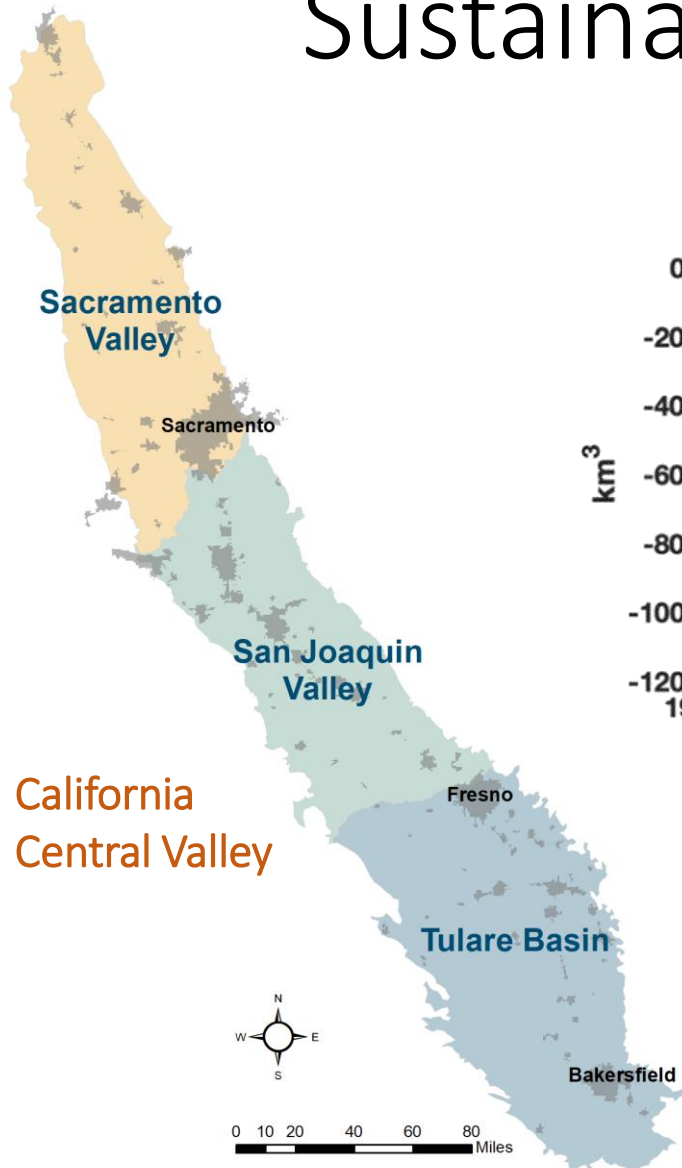 Sustaina
Sacramento
Valley
Sacramento
San Joaquin
Valley
California
Central Valley
Fresno
Tulare Basin
Bakersfield
N
W E
S
0 10 20 40 60 80
Miles
0
-20
-40
km³
-60
-80
-100
-120
19